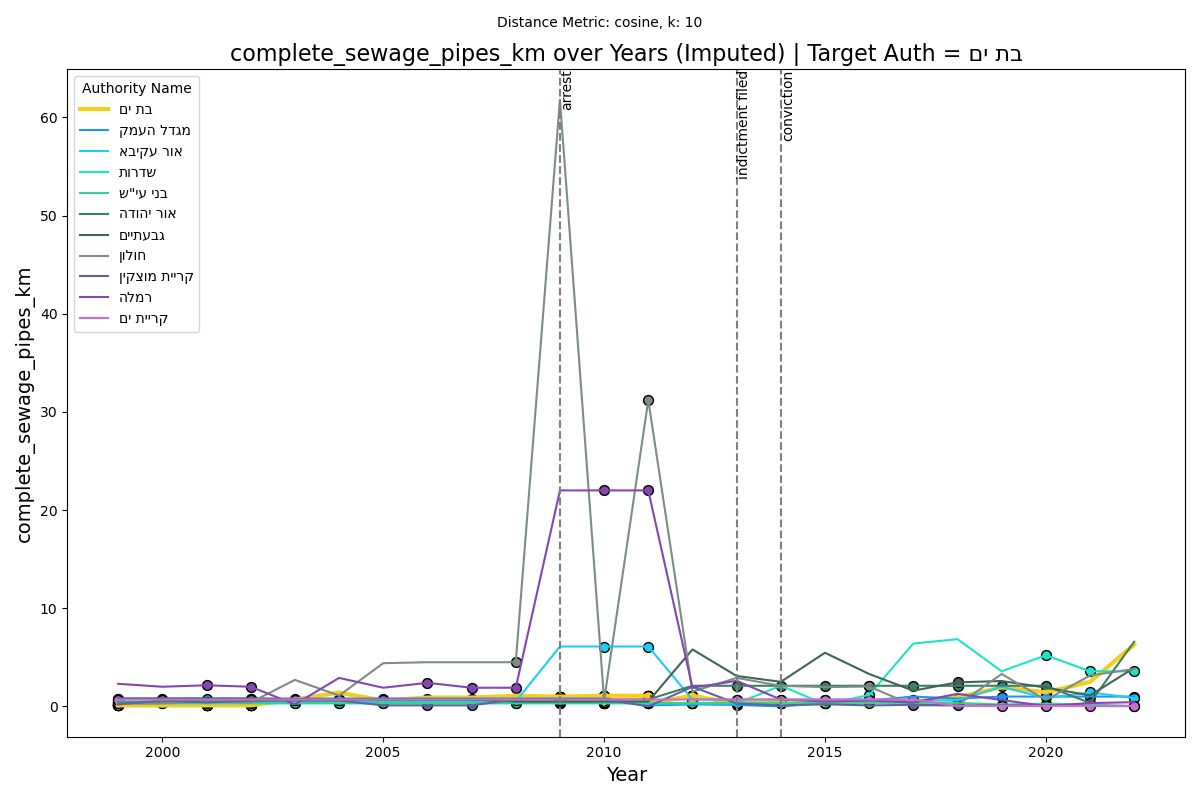 Distance Metric: cosine, k: 10
complete_sewage_pipes_km over Years (Imputed) | Target Auth = בת ים
Authority Name
בת ים
מגדל העמק
אור עקיבא
שדרות
בני עי"ש
אור יהודה
גבעתיים
חולון
קריית מוצקין
רמלה
קריית ים
arrest
indictment filed
conviction
complete_sewage_pipes_km
60
50
40
30
20
10
0
2000 2005 2010 2015 2020
Year